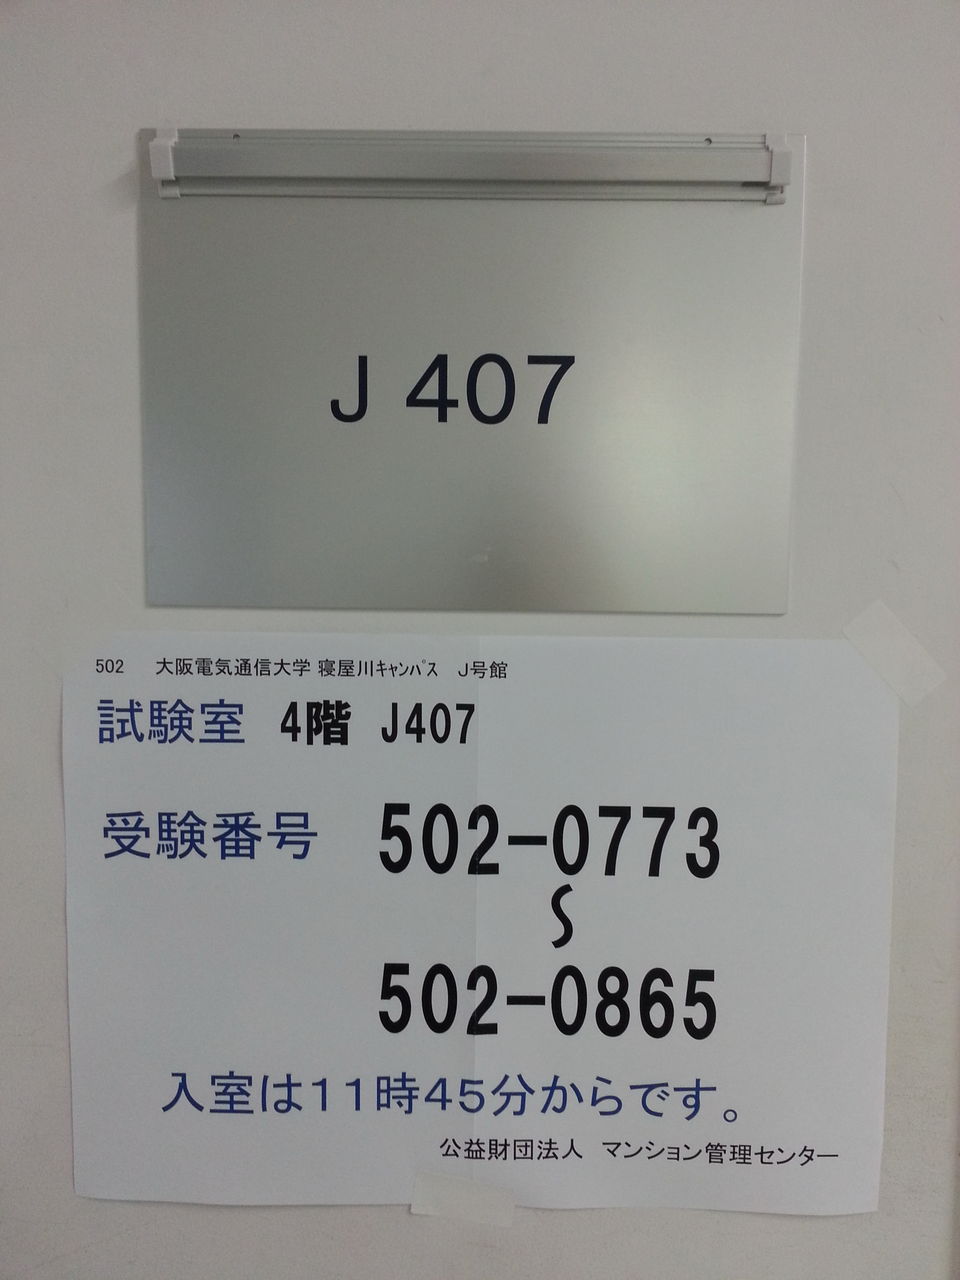 J 407
502 大阪電気通信大学 寝屋川ｷｬﾝﾊﾟｽ J号館
試験室 4階 J407
受験番号 502-0773
〜
502-0865
入室は11時45分からです。
公益財団法人 マンション管理センター